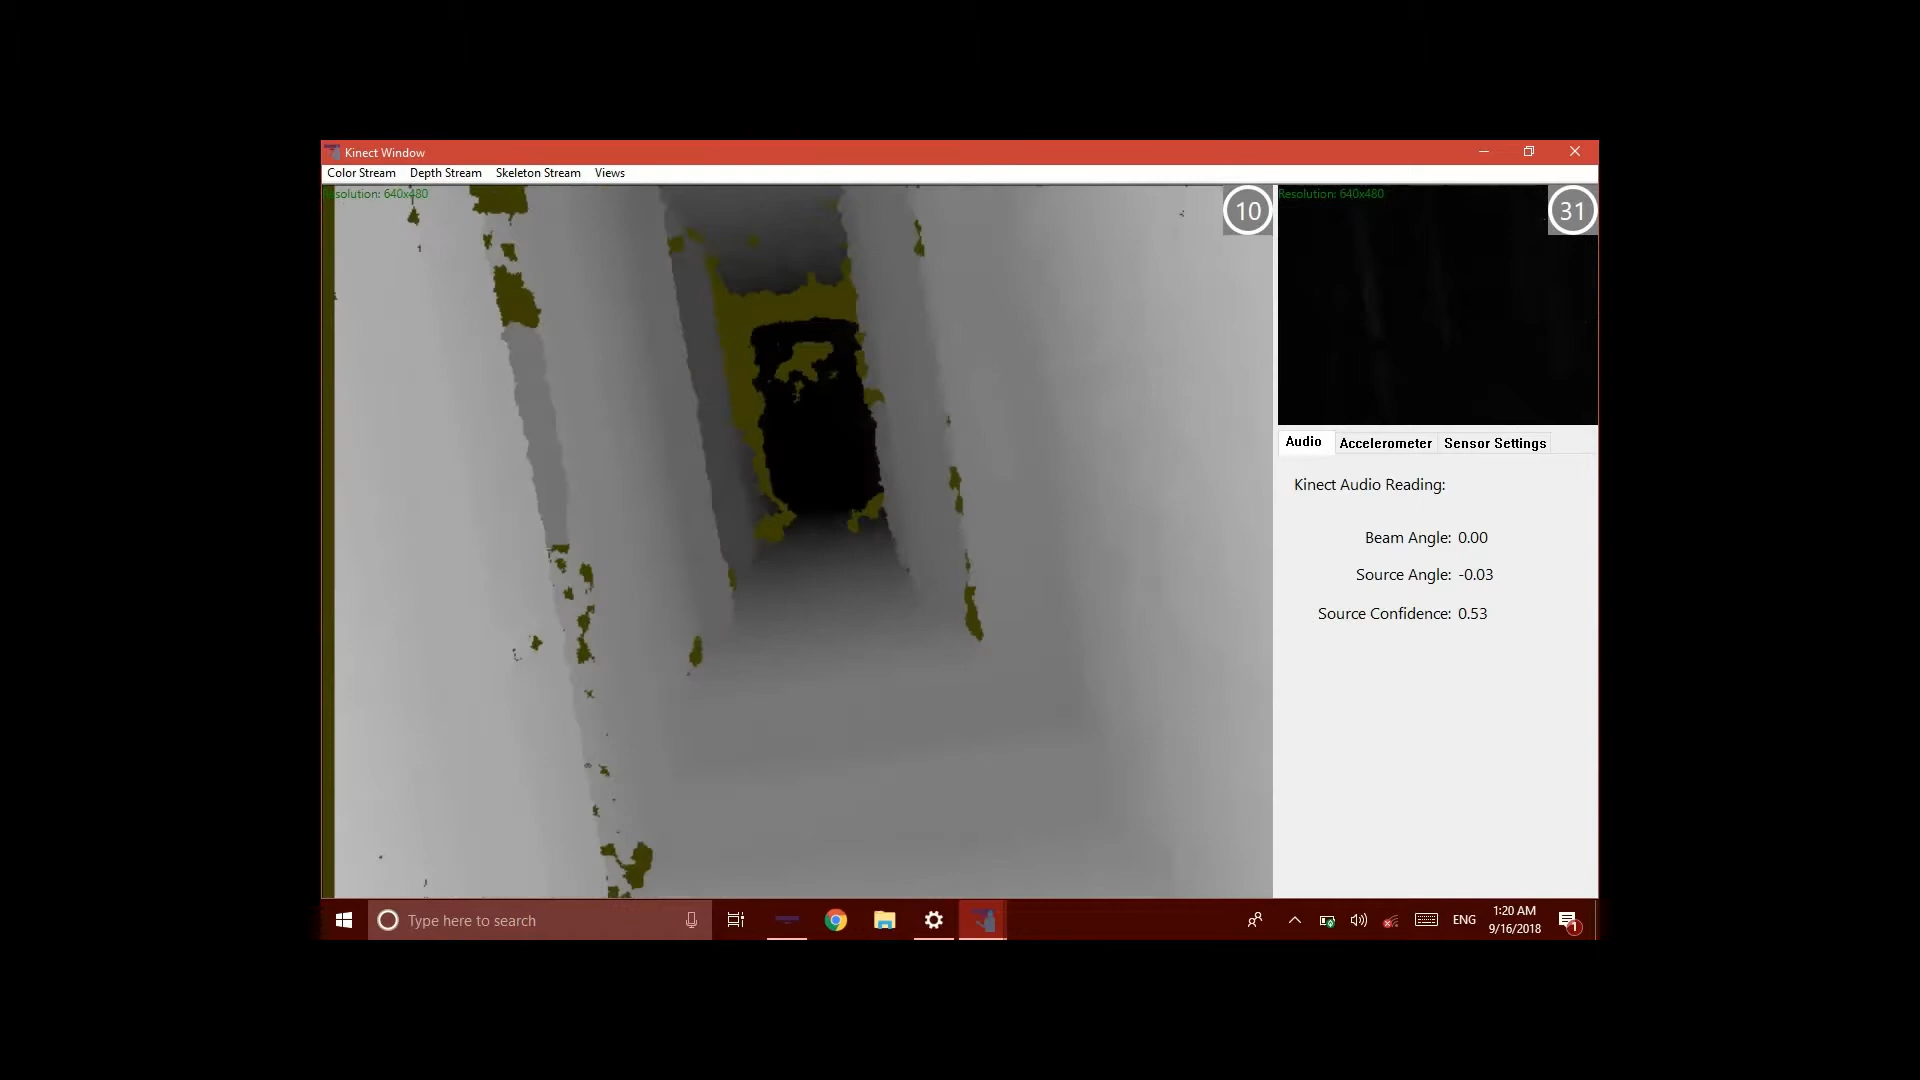 Kinect Window
Color Stream Depth Stream Skeleton Stream Views
Resolution: 640x480
10
Resolution: 640x480
31
Audio Accelerometer Sensor Settings
Kinect Audio Reading:
Beam Angle: 0.00
Source Angle: -0.03
Source Confidence: 0.53
Type here to search
ENG
1:20 AM
9/16/2018
1